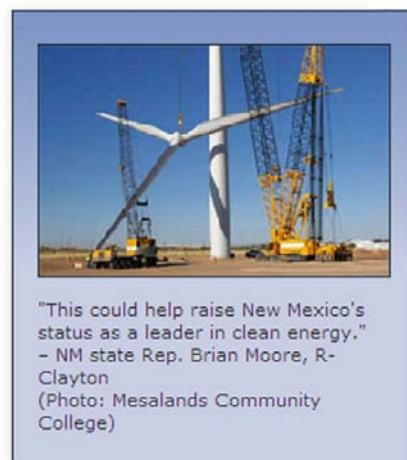 "This could help raise New Mexico's
status as a leader in clean energy."
– NM state Rep. Brian Moore, R-
Clayton
(Photo: Mesalands Community
College)